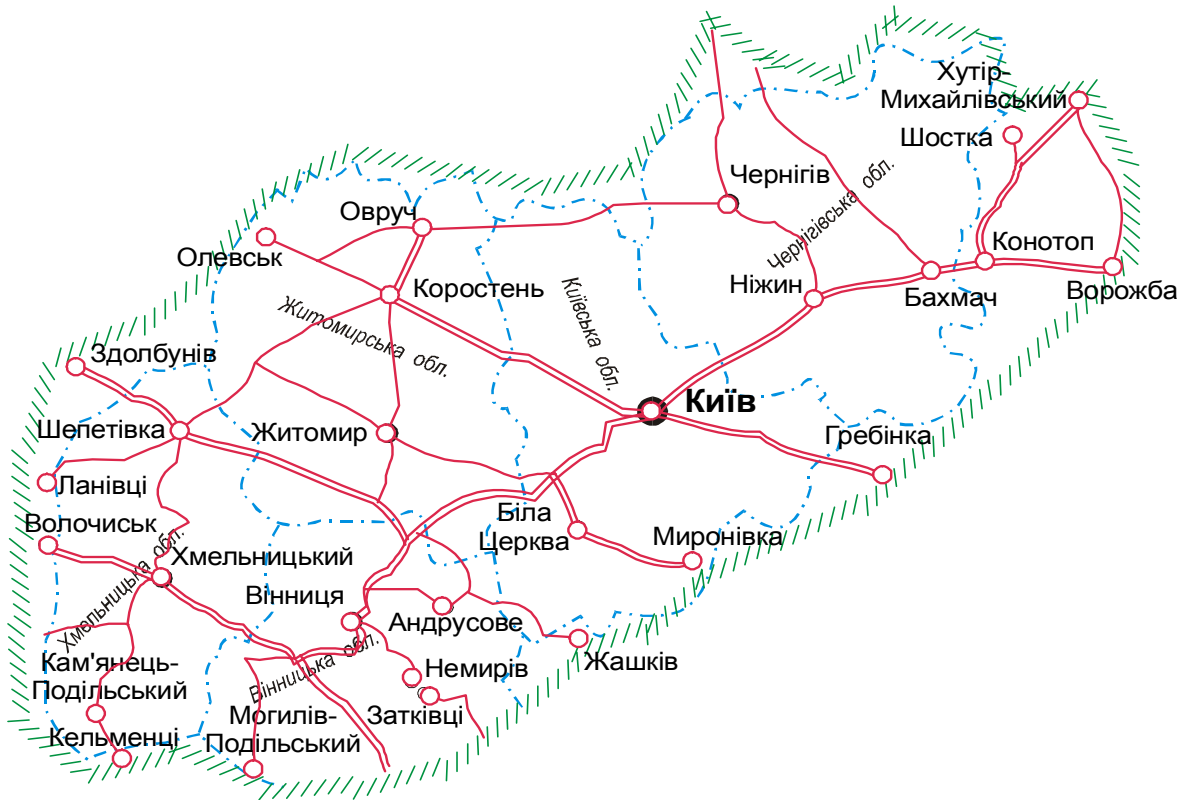 Хутір-
Михайлівський
Шостка
Чернігів
Чернігівська обл.
Овруч
Олевськ
Конотоп
Коростень
Київська обл.
Ніжин
Бахмач
Ворожба
Житомирська обл.
Здолбунів
Київ
Шепетівка
Житомир
Гребінка
Ланівці
Біла
Церква
Волочиськ
Миронівка
Хмельницька обл.
Хмельницький
Вінниця
Андрусове
Вінницька обл.
Жашків
Кам'янець-
Подільський
Немирів
Могилів-
Подільський
Затківці
Кельменці